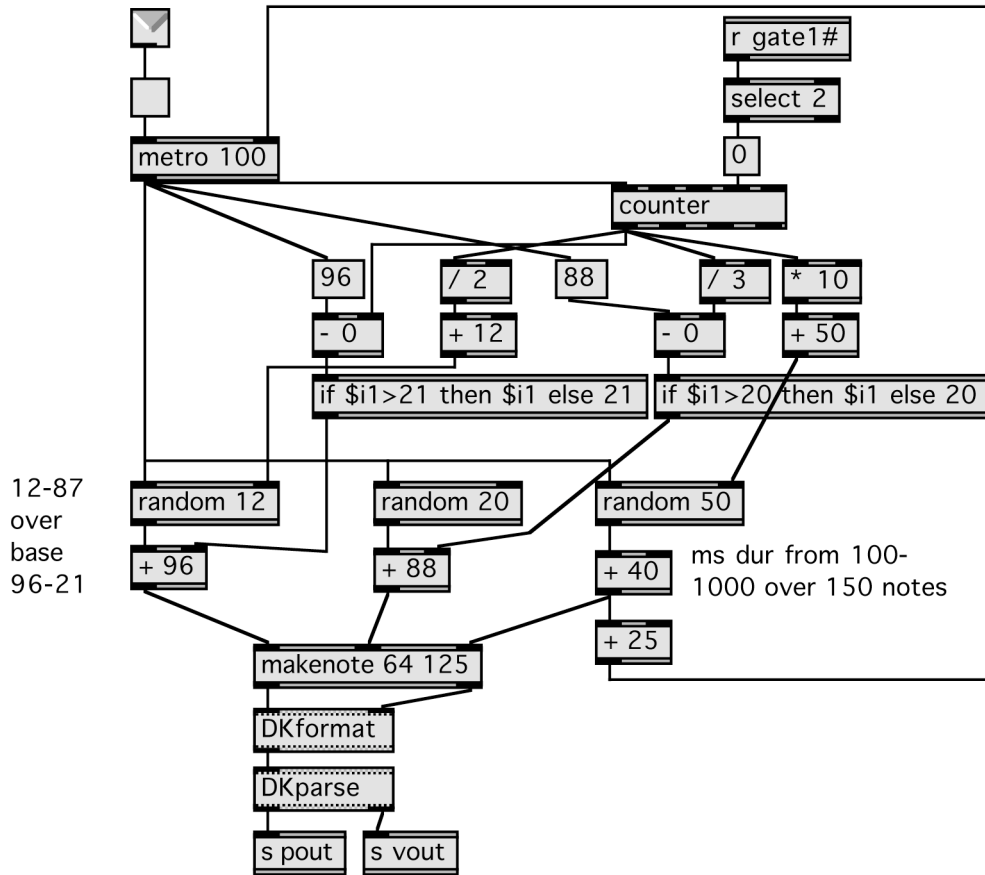 r gate1#
select 2
metro 100
0
counter
96
/ 2
88
/ 3
* 10
- 0
+ 12
- 0
+ 50
if $i1>21 then $i1 else 21
if $i1>20 then $i1 else 20
12-87
over
base
96-21
random 12
random 20
random 50
+ 96
+ 88
+ 40
ms dur from 100-
1000 over 150 notes
+ 25
makenote 64 125
DKformat
DKparse
s pout
s vout